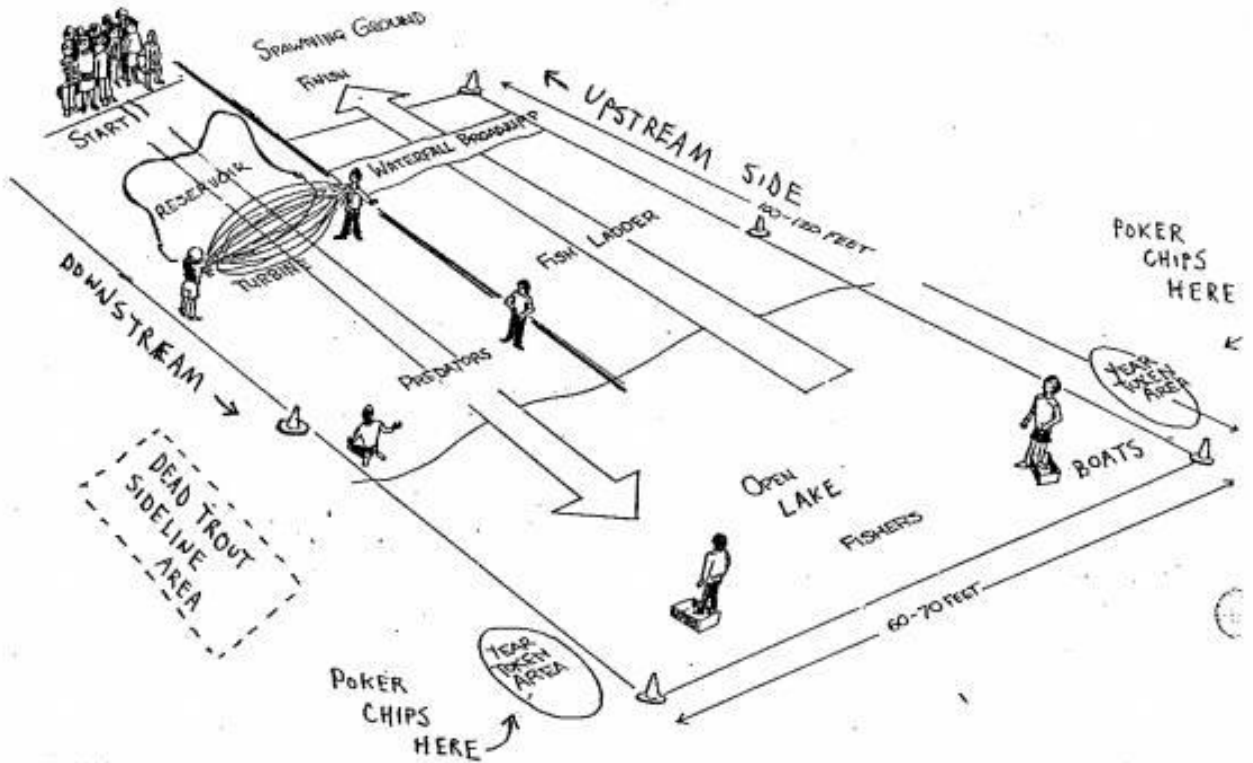 SPAWNING GROUND
FINISH
START
RESERVOIR
TURBINE
WATERFALL BROADJUMP
UPSTREAM SIDE
100-120 FEET
FISH LADDER
POKER
CHIPS
HERE
DOWNSTREAM
PREDATORS
YEAR
TOKEN
AREA
BOATS
OPEN
LAKE
FISHERS
60-70 FEET
DEAD TROUT
SIDELINE
AREA
YEAR
TOKEN
AREA
POKER
CHIPS
HERE